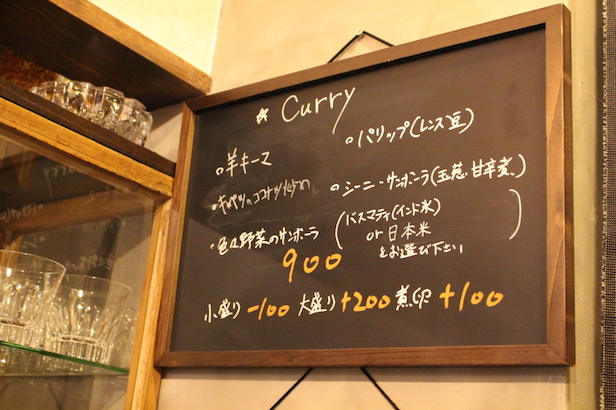 ☆ Curry
○羊キーマ
○キャベツのココナッツ炒め
○色々野菜のサンボーラ
○パリップ(レンズ豆)
○シーニ・サンボーラ(玉葱・甘辛煮)
(バスマティ(インド米)
or 日本米
をお選び下さい)
900
小盛り -100 大盛り +200 煮卵 +100